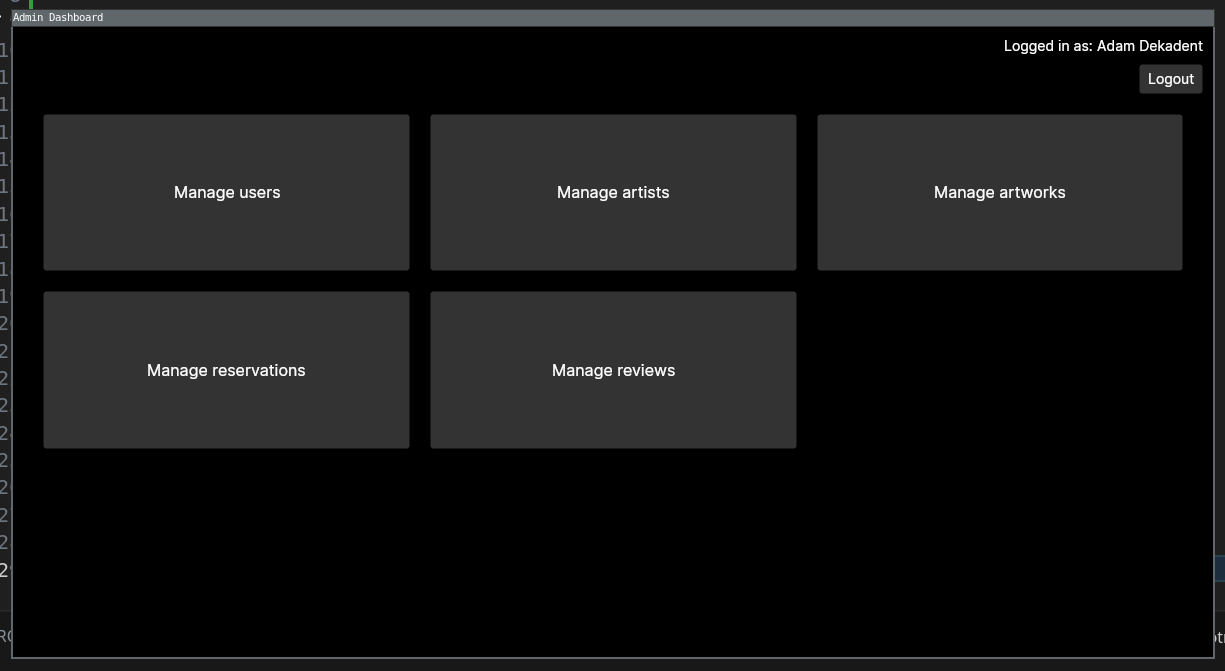 Admin Dashboard
Logged in as: Adam Dekadent
Logout
Manage users
Manage artists
Manage artworks
Manage reservations
Manage reviews